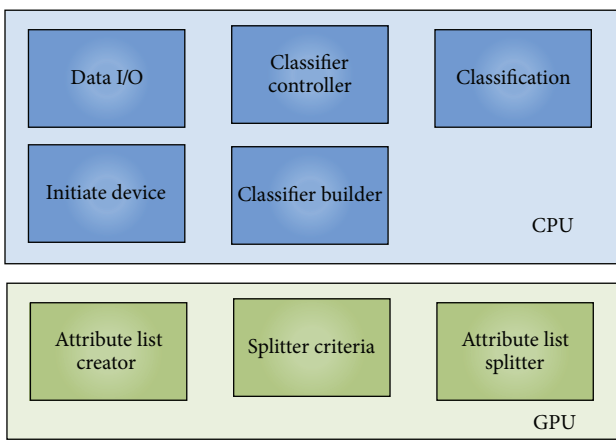 Data I/O
Classifier
controller
Classification
Initiate device
Classifier builder
CPU
Attribute list
creator
Splitter criteria
Attribute list
splitter
GPU